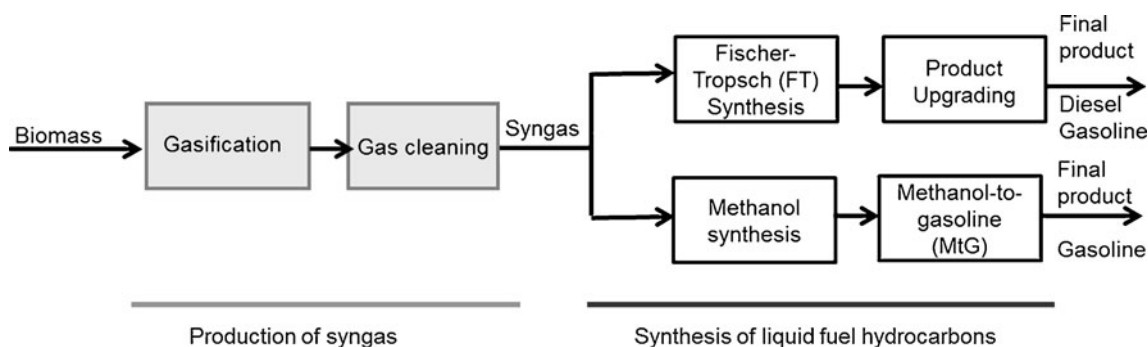 Biomass
Gasification
Gas cleaning
Syngas
Fischer-
Tropsch (FT)
Synthesis
Product
Upgrading
Final
product
Diesel
Gasoline
Methanol
synthesis
Methanol-to-
gasoline
(MtG)
Final
product
Gasoline
Production of syngas
Synthesis of liquid fuel hydrocarbons